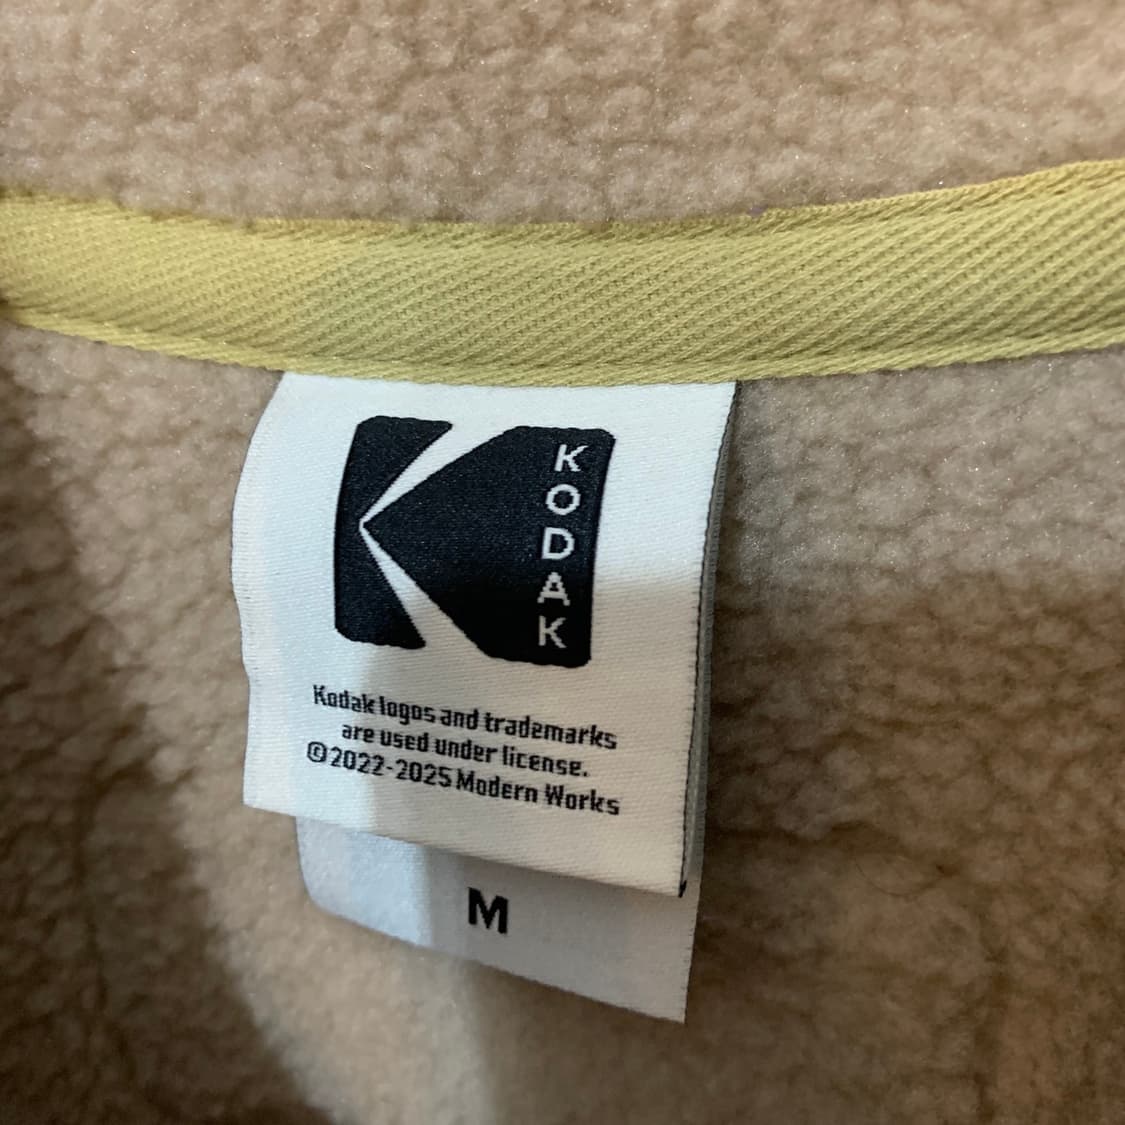 KODAK
Kodak logos and trademarks
are used under license.
©2022-2025 Modern Works
M